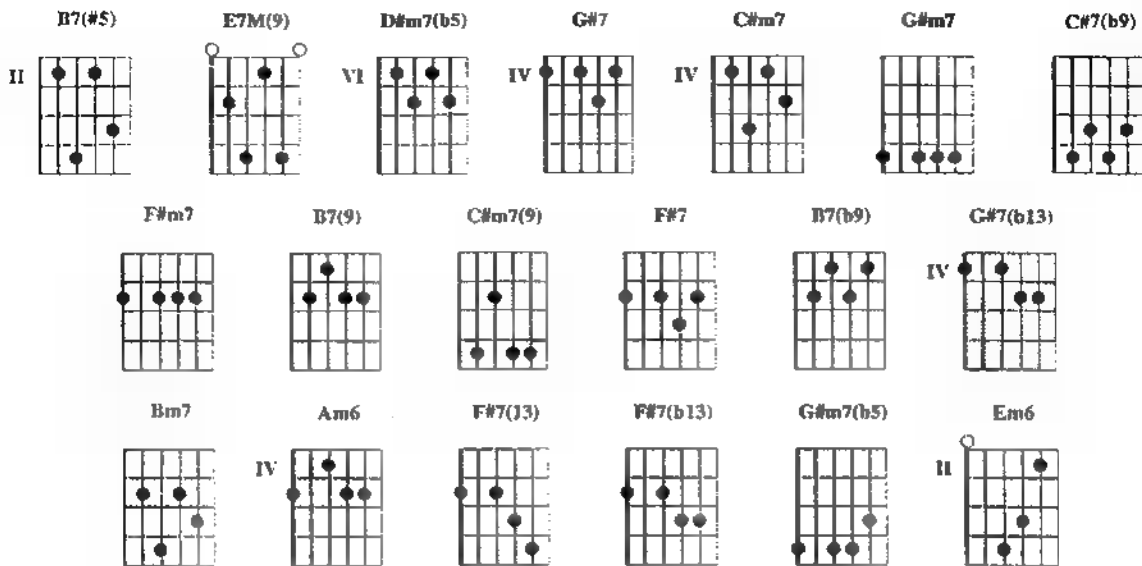 B7(#5) E7M(9) D#m7(b5) G#7 C#m7 G#m7 C#7(b9)
II VI IV IV
F#m7 B7(9) C#m7(9) F#7 B7(b9) G#7(b13)
IV
Bm7 Am6 F#7(13) F#7(b13) G#m7(b5) Em6
IV II